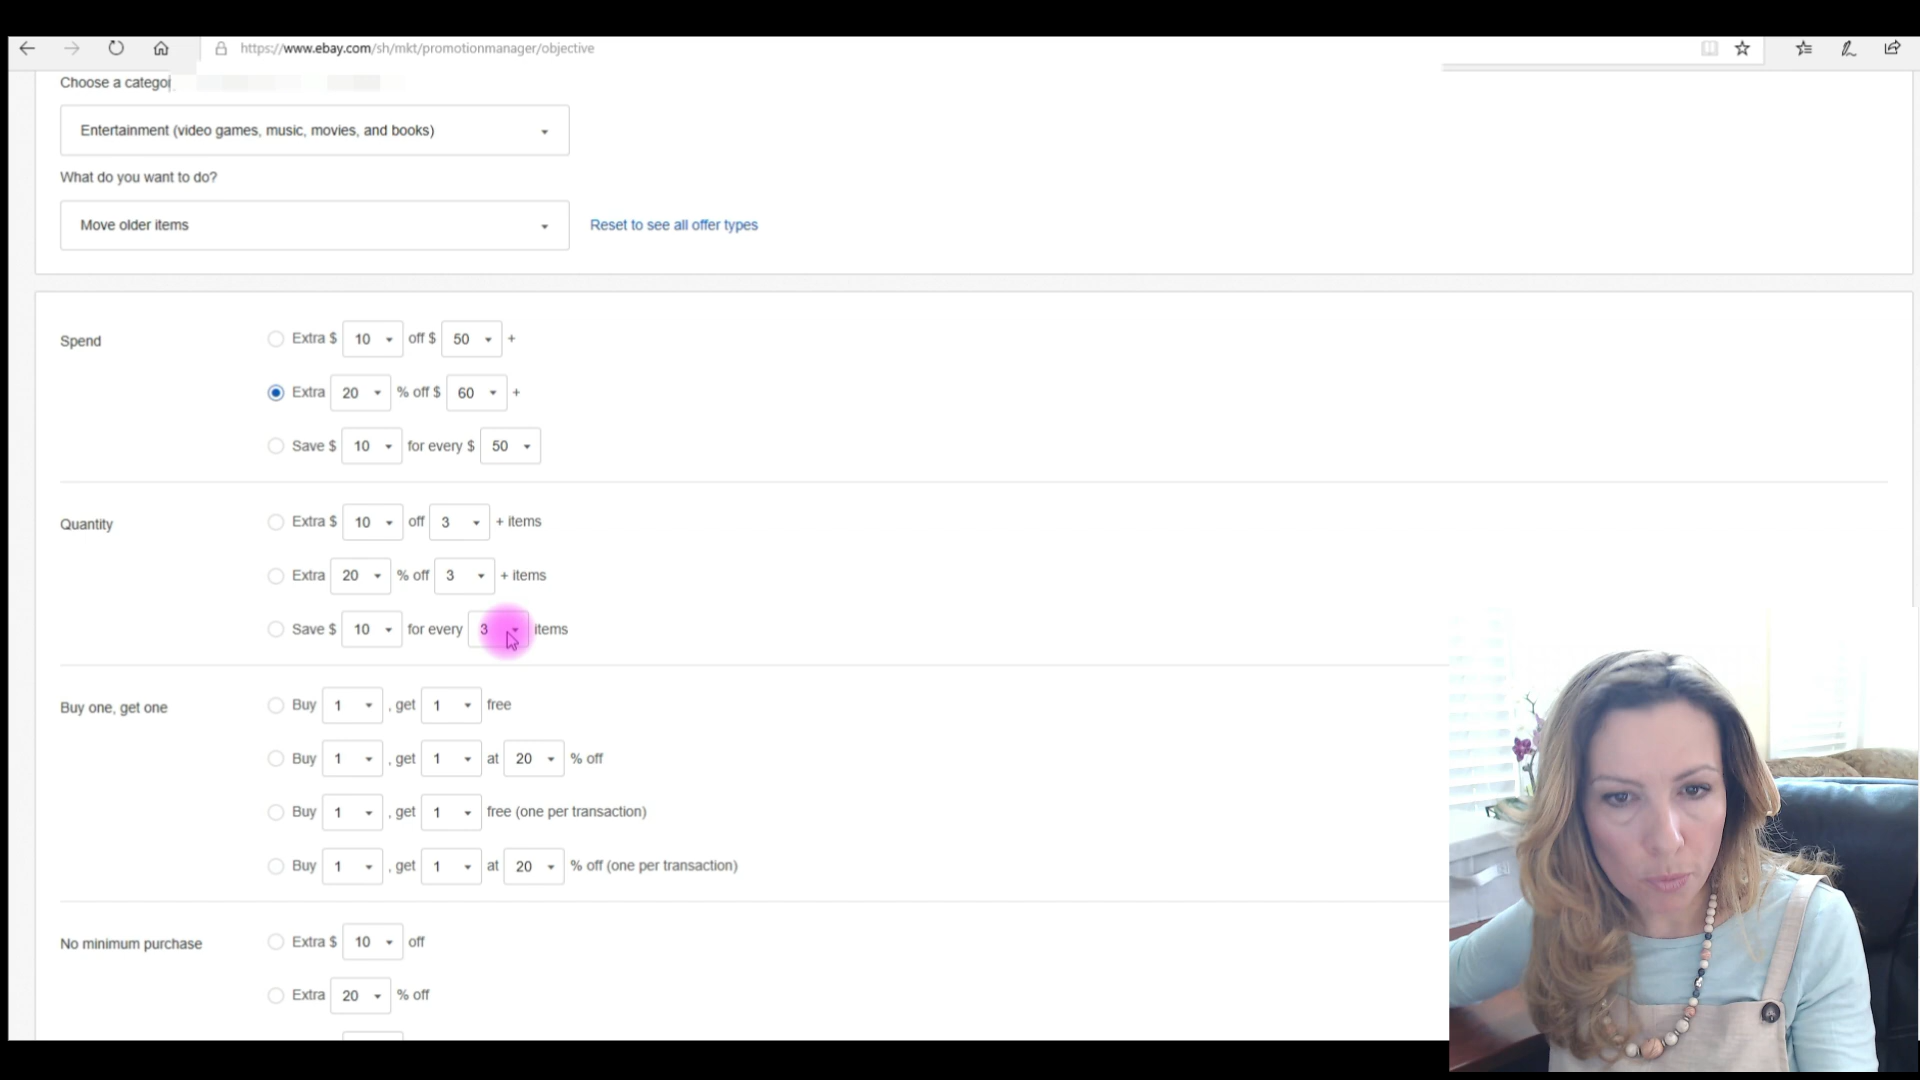 https://www.ebay.com/sh/mkt/promotionmanager/objective
Choose a categor
Entertainment (video games, music, movies, and books)
What do you want to do?
Move older items Reset to see all offer types
Spend Extra $ 10 off $ 50 +
Extra 20 % off $ 60 +
Save $ 10 for every $ 50
Quantity Extra $ 10 off 3 + items
Extra 20 % off 3 + items
Save $ 10 for every 3 items
Buy one, get one Buy 1 , get 1 free
Buy 1 , get 1 at 20 % off
Buy 1 , get 1 free (one per transaction)
Buy 1 , get 1 at 20 % off (one per transaction)
No minimum purchase Extra $ 10 off
Extra 20 % off